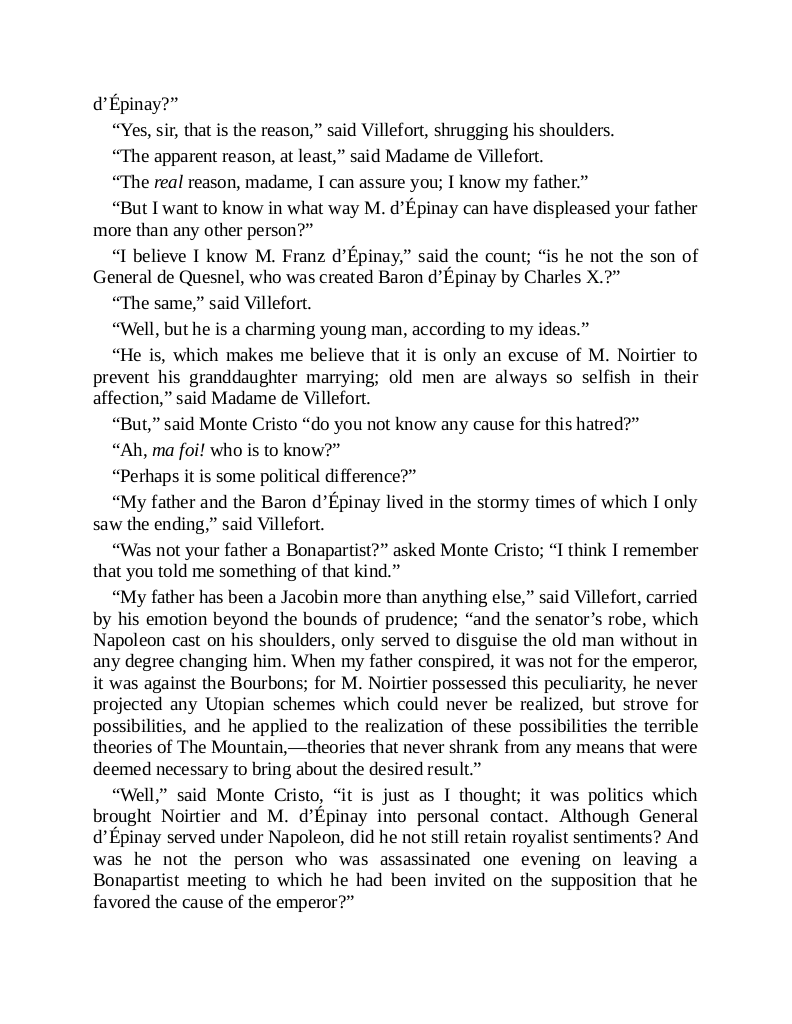 d’Épinay?”
“Yes, sir, that is the reason,” said Villefort, shrugging his shoulders.
“The apparent reason, at least,” said Madame de Villefort.
“The real reason, madame, I can assure you; I know my father.”
“But I want to know in what way M. d’Épinay can have displeased your father
more than any other person?”
“I believe I know M. Franz d’Épinay,” said the count; “is he not the son of
General de Quesnel, who was created Baron d’Épinay by Charles X.?”
“The same,” said Villefort.
“Well, but he is a charming young man, according to my ideas.”
“He is, which makes me believe that it is only an excuse of M. Noirtier to
prevent his granddaughter marrying; old men are always so selfish in their
affection,” said Madame de Villefort.
“But,” said Monte Cristo “do you not know any cause for this hatred?”
“Ah, ma foi! who is to know?”
“Perhaps it is some political difference?”
“My father and the Baron d’Épinay lived in the stormy times of which I only
saw the ending,” said Villefort.
“Was not your father a Bonapartist?” asked Monte Cristo; “I think I remember
that you told me something of that kind.”
“My father has been a Jacobin more than anything else,” said Villefort, carried
by his emotion beyond the bounds of prudence; “and the senator’s robe, which
Napoleon cast on his shoulders, only served to disguise the old man without in
any degree changing him. When my father conspired, it was not for the emperor,
it was against the Bourbons; for M. Noirtier possessed this peculiarity, he never
projected any Utopian schemes which could never be realized, but strove for
possibilities, and he applied to the realization of these possibilities the terrible
theories of The Mountain,—theories that never shrank from any means that were
deemed necessary to bring about the desired result.”
“Well,” said Monte Cristo, “it is just as I thought; it was politics which
brought Noirtier and M. d’Épinay into personal contact. Although General
d’Épinay served under Napoleon, did he not still retain royalist sentiments? And
was he not the person who was assassinated one evening on leaving a
Bonapartist meeting to which he had been invited on the supposition that he
favored the cause of the emperor?”